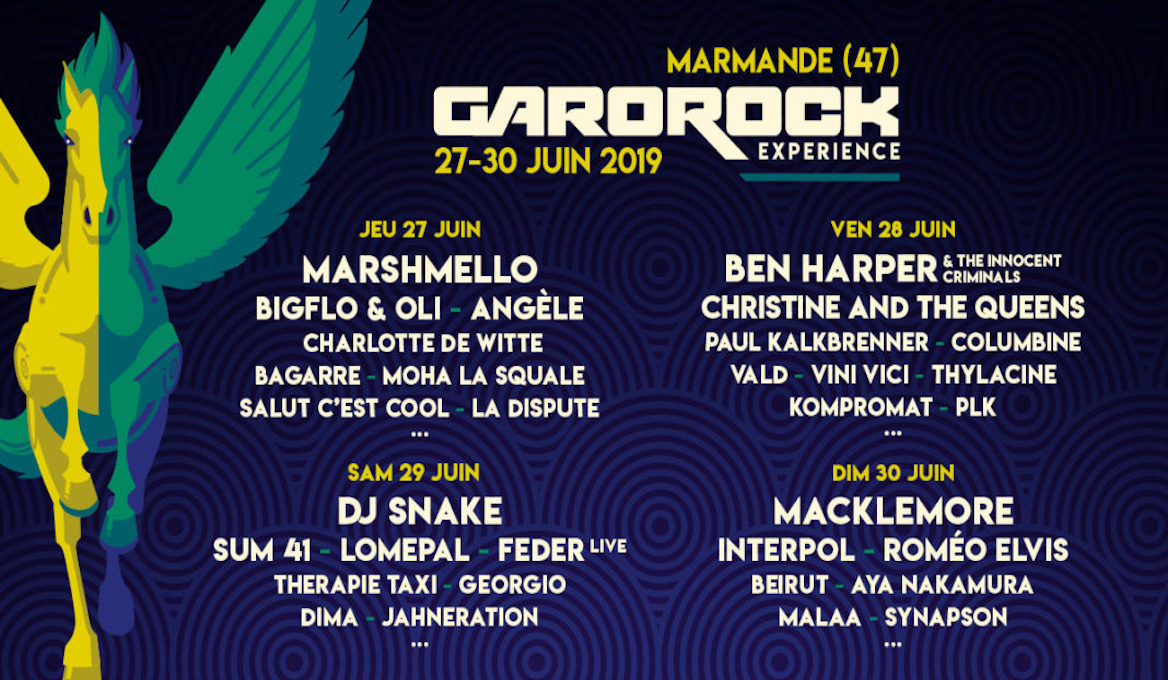 MARMANDE (47)
GAROROCK
27-30 JUIN 2019
EXPERIENCE
JEU 27 JUIN
MARSHMELLO
BIGFLO & OLI - ANGÈLE
CHARLOTTE DE WITTE
BAGARRE - MOHA LA SQUALE
SALUT C'EST COOL - LA DISPUTE
...
VEN 28 JUIN
BEN HARPER & THE INNOCENT CRIMINALS
CHRISTINE AND THE QUEENS
PAUL KALKBRENNER - COLUMBINE
VALD - VINI VICI - THYLACINE
KOMPROMAT - PLK
...
SAM 29 JUIN
DJ SNAKE
SUM 41 - LOMEPAL - FEDER LIVE
THERAPIE TAXI - GEORGIO
DIMA - JAHNERATION
...
DIM 30 JUIN
MACKLEMORE
INTERPOL - ROMÉO ELVIS
BEIRUT - AYA NAKAMURA
MALAA - SYNAPSON
...